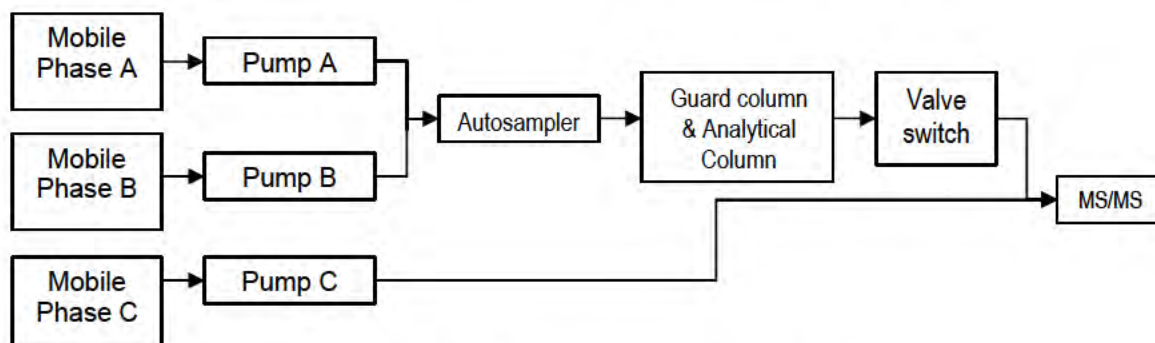 Mobile
Phase A
Pump A
Mobile
Phase B
Pump B
Autosampler
Guard column
& Analytical
Column
Valve
switch
MS/MS
Mobile
Phase C
Pump C